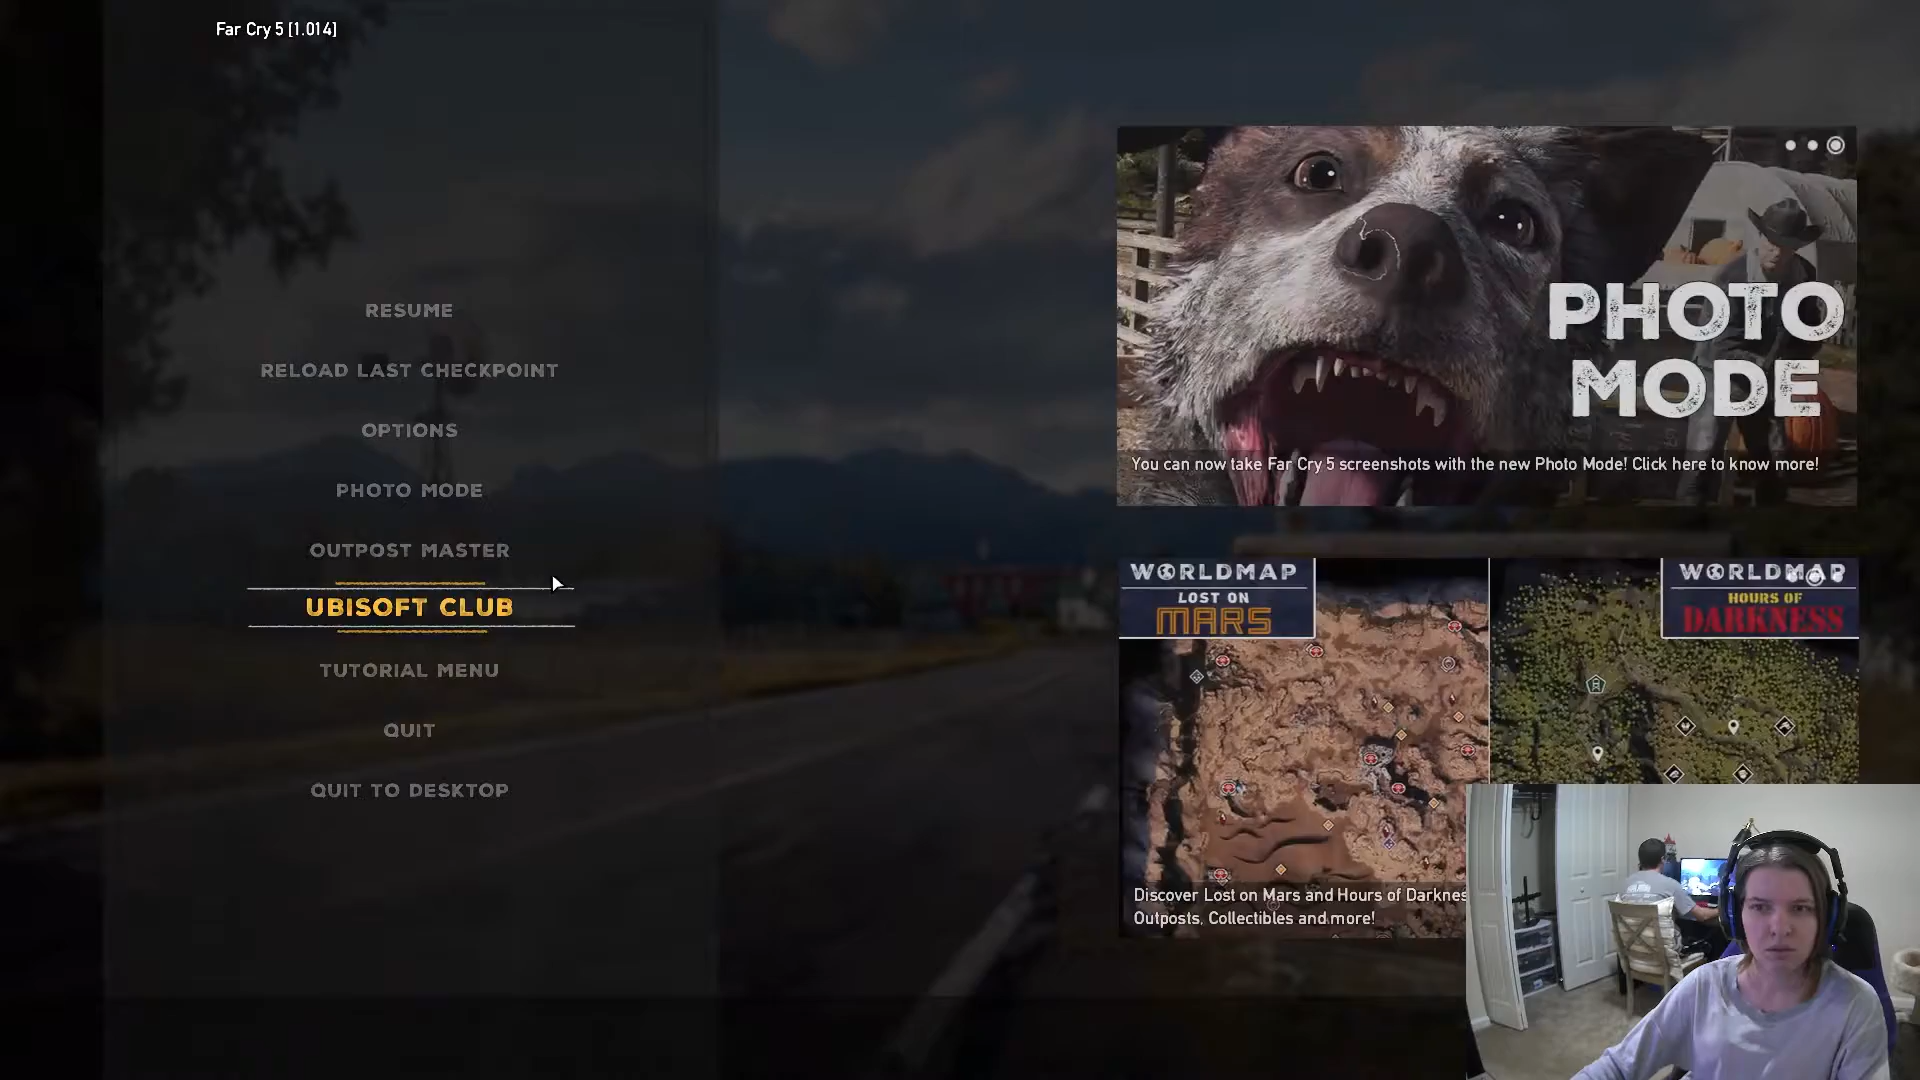 Far Cry 5 [1.014]
RESUME
RELOAD LAST CHECKPOINT
OPTIONS
PHOTO MODE
OUTPOST MASTER
UBISOFT CLUB
TUTORIAL MENU
QUIT
QUIT TO DESKTOP
PHOTO
MODE
You can now take Far Cry 5 screenshots with the new Photo Mode! Click here to know more!
WORLDMAP
LOST ON
MARS
WORLDMAP
HOURS OF
DARKNESS
Discover Lost on Mars and Hours of Darknes
Outposts, Collectibles and more!